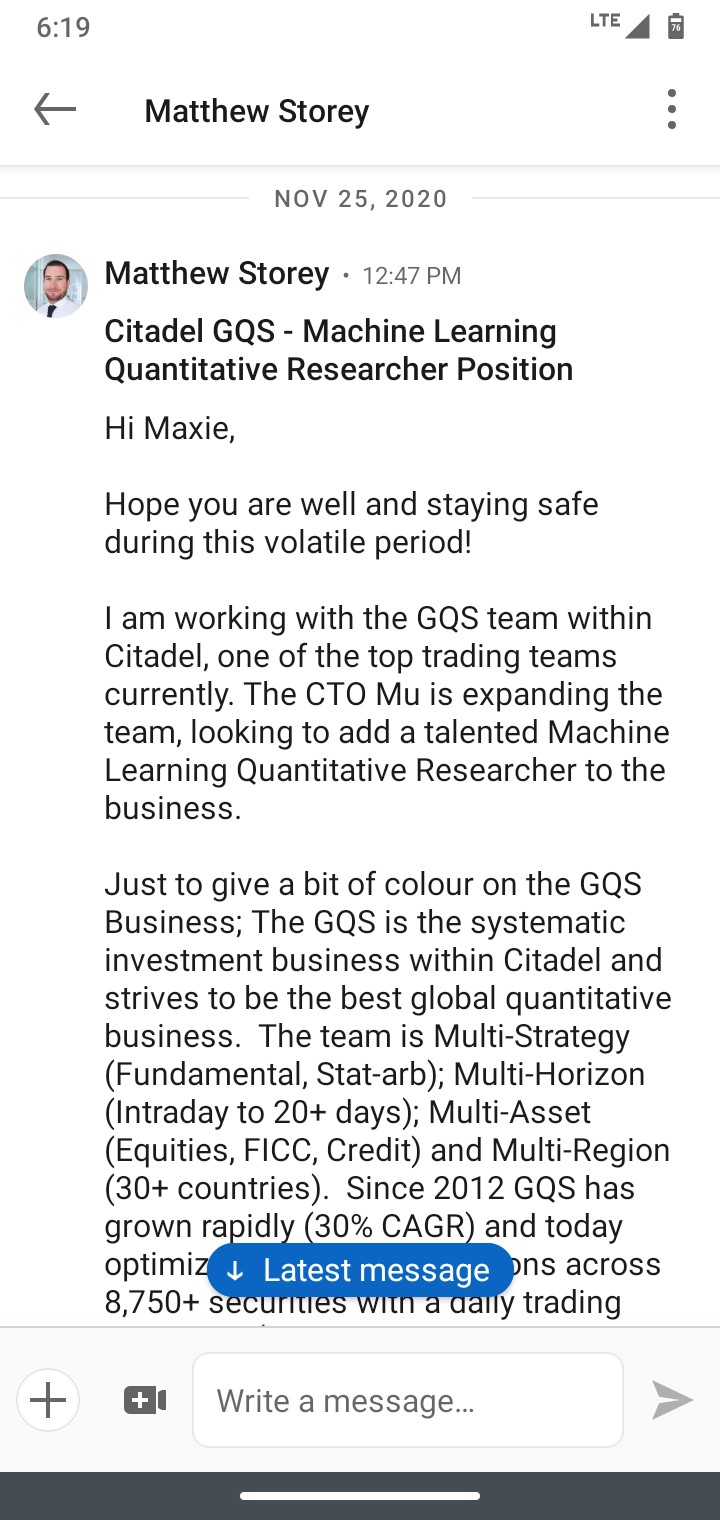 6:19
LTE
76
Matthew Storey
NOV 25, 2020
Matthew Storey • 12:47 PM
Citadel GQS - Machine Learning
Quantitative Researcher Position
Hi Maxie,
Hope you are well and staying safe
during this volatile period!
I am working with the GQS team within
Citadel, one of the top trading teams
currently. The CTO Mu is expanding the
team, looking to add a talented Machine
Learning Quantitative Researcher to the
business.
Just to give a bit of colour on the GQS
Business; The GQS is the systematic
investment business within Citadel and
strives to be the best global quantitative
business.  The team is Multi-Strategy
(Fundamental, Stat-arb); Multi-Horizon
(Intraday to 20+ days); Multi-Asset
(Equities, FICC, Credit) and Multi-Region
(30+ countries).  Since 2012 GQS has
grown rapidly (30% CAGR) and today
across
Latest message
8,750+ securities with a daily trading
Write a message...